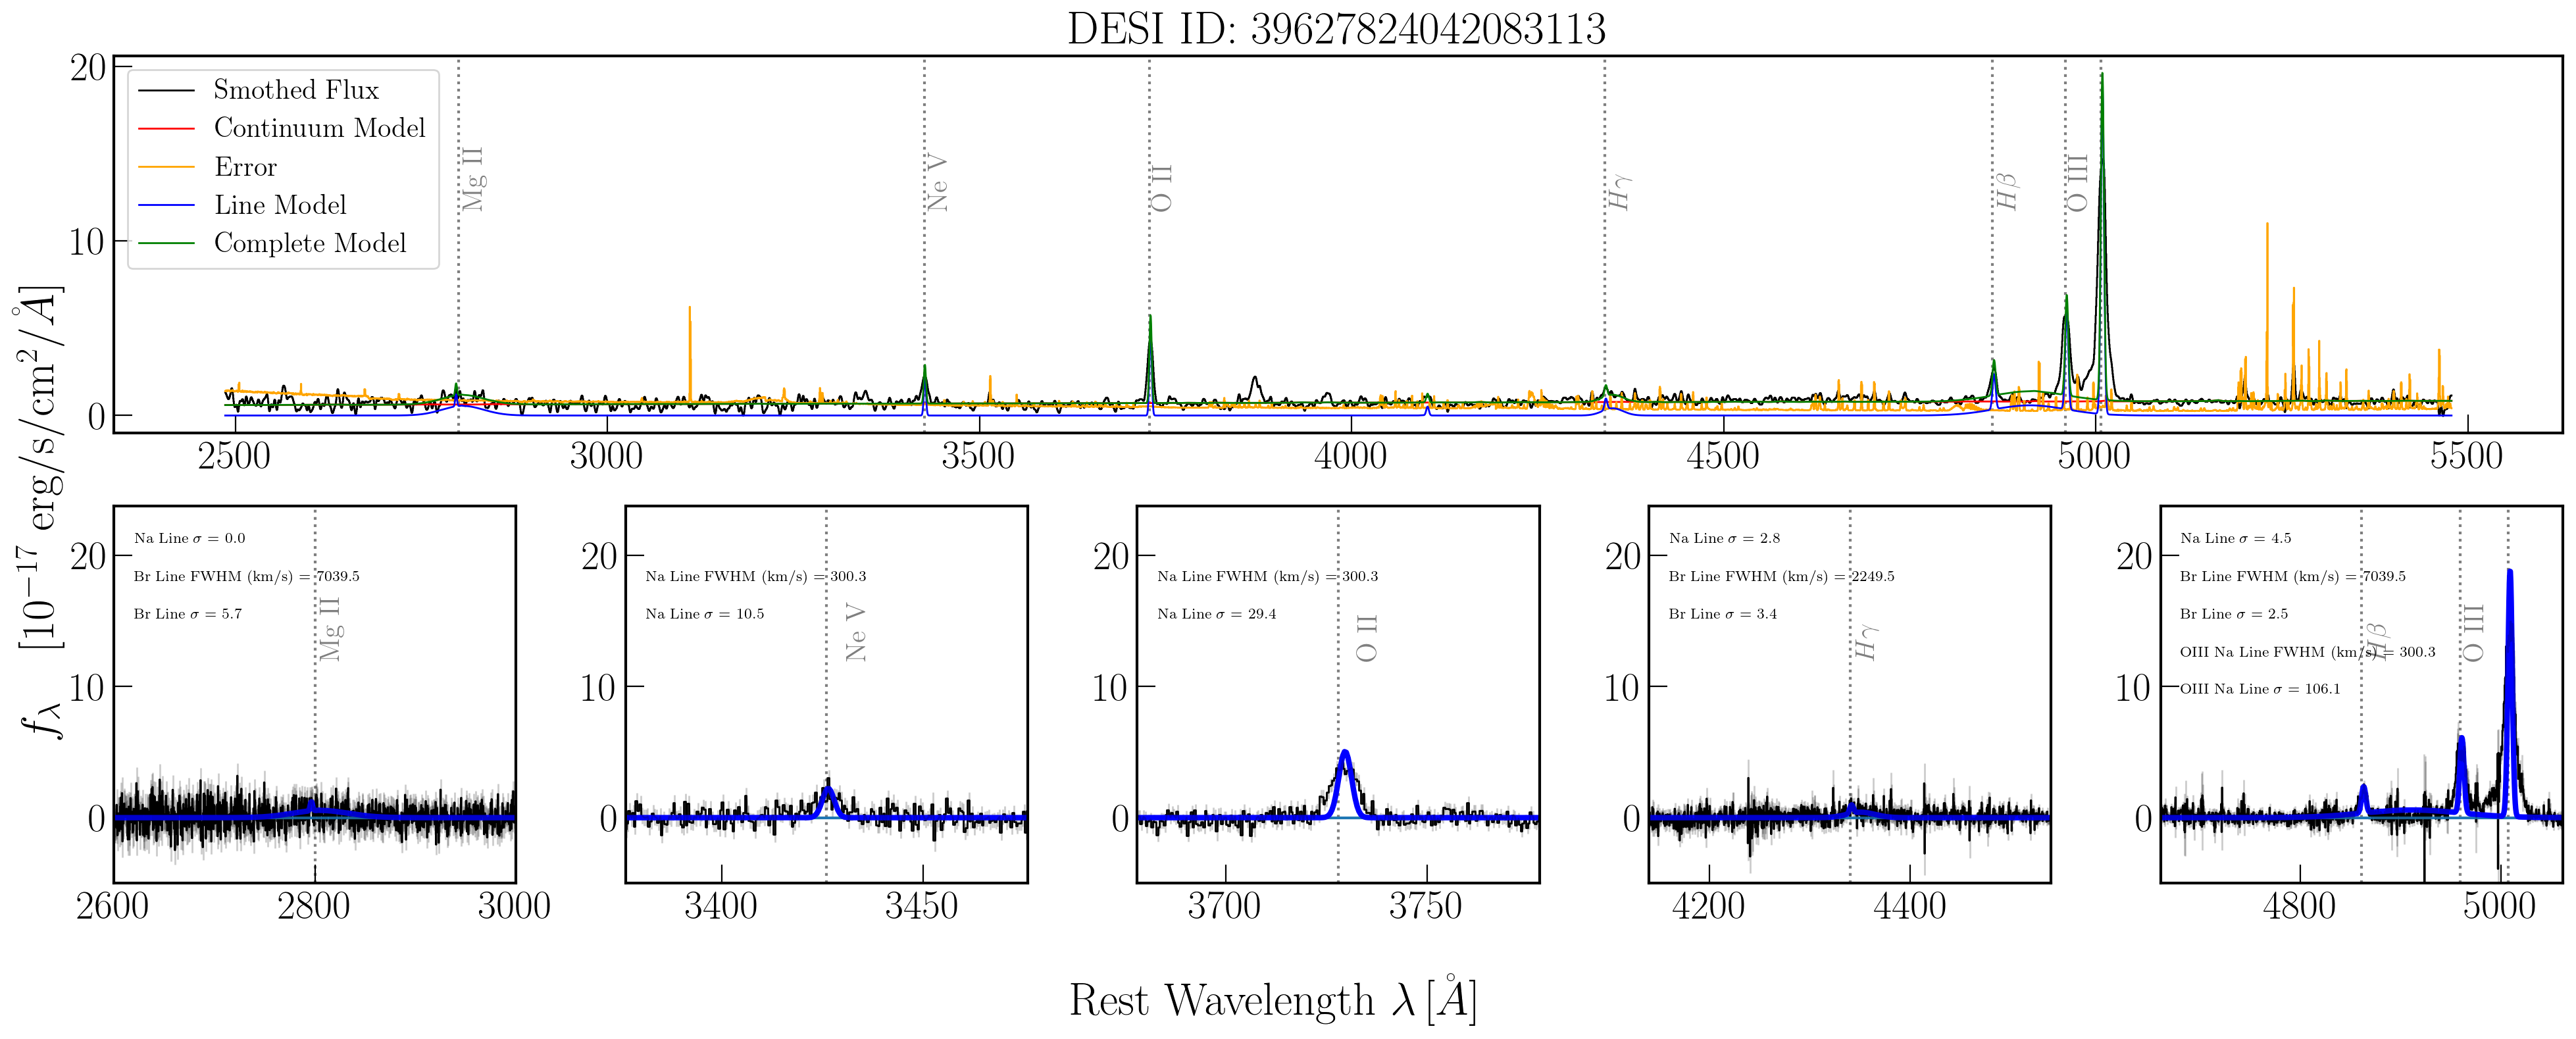 DESI ID: 39627824042083113
20
10
0
Smothed Flux
Continuum Model
Error
Line Model
Complete Model
Mg II
Ne V
O II
Hγ
Hβ
O III
2500 3000 3500 4000 4500 5000 5500
fλ [10⁻¹⁷ erg/s/cm²/Å]
20
10
0
Na Line σ = 0.0
Br Line FWHM (km/s) = 7039.5
Br Line σ = 5.7
Mg II
2600 2800 3000
20
10
0
Na Line FWHM (km/s) = 300.3
Na Line σ = 10.5
Ne V
3400 3450
20
10
0
Na Line FWHM (km/s) = 300.3
Na Line σ = 29.4
O II
3700 3750
20
10
0
Na Line σ = 2.8
Br Line FWHM (km/s) = 2249.5
Br Line σ = 3.4
Hγ
4200 4400
20
10
0
Na Line σ = 4.5
Br Line FWHM (km/s) = 7039.5
Br Line σ = 2.5
OIII Na Line FWHM (km/s) = 300.3
OIII Na Line σ = 106.1
Hβ
O III
4800 5000
Rest Wavelength λ [Å]